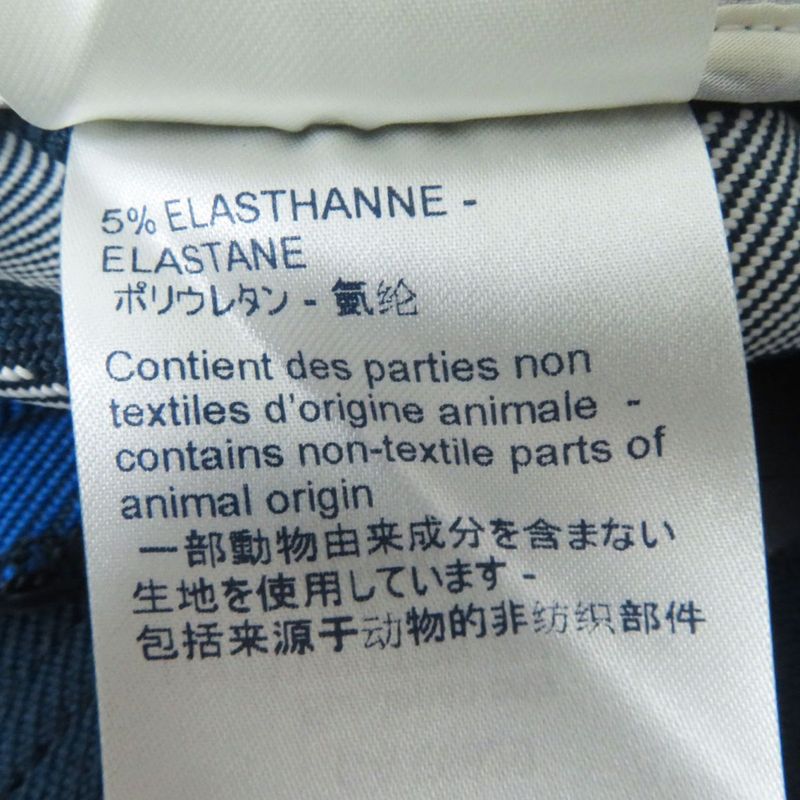 5% ELASTHANNE -
ELASTANE
ポリウレタン - 氨纶
Contient des parties non
textiles d'origine animale -
contains non-textile parts of
animal origin
一部動物由来成分を含まない
生地を使用しています -
包括来源于动物的非纺织部件